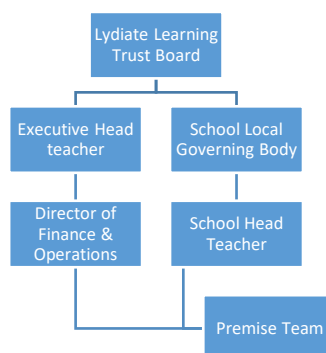 Lydiate Learning
Trust Board
Executive Head
teacher
School Local
Governing Body
Director of
Finance &
Operations
School Head
Teacher
Premise Team